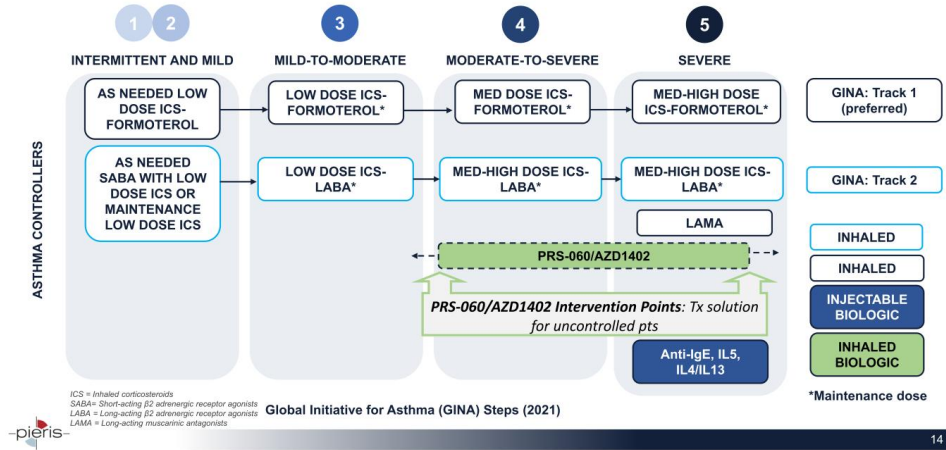 1
2
3
4
5
INTERMITTENT AND MILD
MILD-TO-MODERATE
MODERATE-TO-SEVERE
SEVERE
ASTHMA CONTROLLERS
AS NEEDED LOW
DOSE ICS-
FORMOTEROL
LOW DOSE ICS-
FORMOTEROL*
MED DOSE ICS-
FORMOTEROL*
MED-HIGH DOSE
ICS-FORMOTEROL*
GINA: Track 1
(preferred)
AS NEEDED
SABA WITH LOW
DOSE ICS OR
MAINTENANCE
LOW DOSE ICS
LOW DOSE ICS-
LABA*
MED-HIGH DOSE ICS-
LABA*
MED-HIGH DOSE ICS-
LABA*
GINA: Track 2
LAMA
PRS-060/AZD1402
PRS-060/AZD1402 Intervention Points: Tx solution
for uncontrolled pts
Anti-IgE, IL5,
IL4/IL13
INHALED
INHALED
INJECTABLE
BIOLOGIC
INHALED
BIOLOGIC
*Maintenance dose
ICS = Inhaled corticosteroids
SABA= Short-acting β2 adrenergic receptor agonists
LABA = Long-acting β2 adrenergic receptor agonists
LAMA = Long-acting muscarinic antagonists
Global Initiative for Asthma (GINA) Steps (2021)
pieris
14